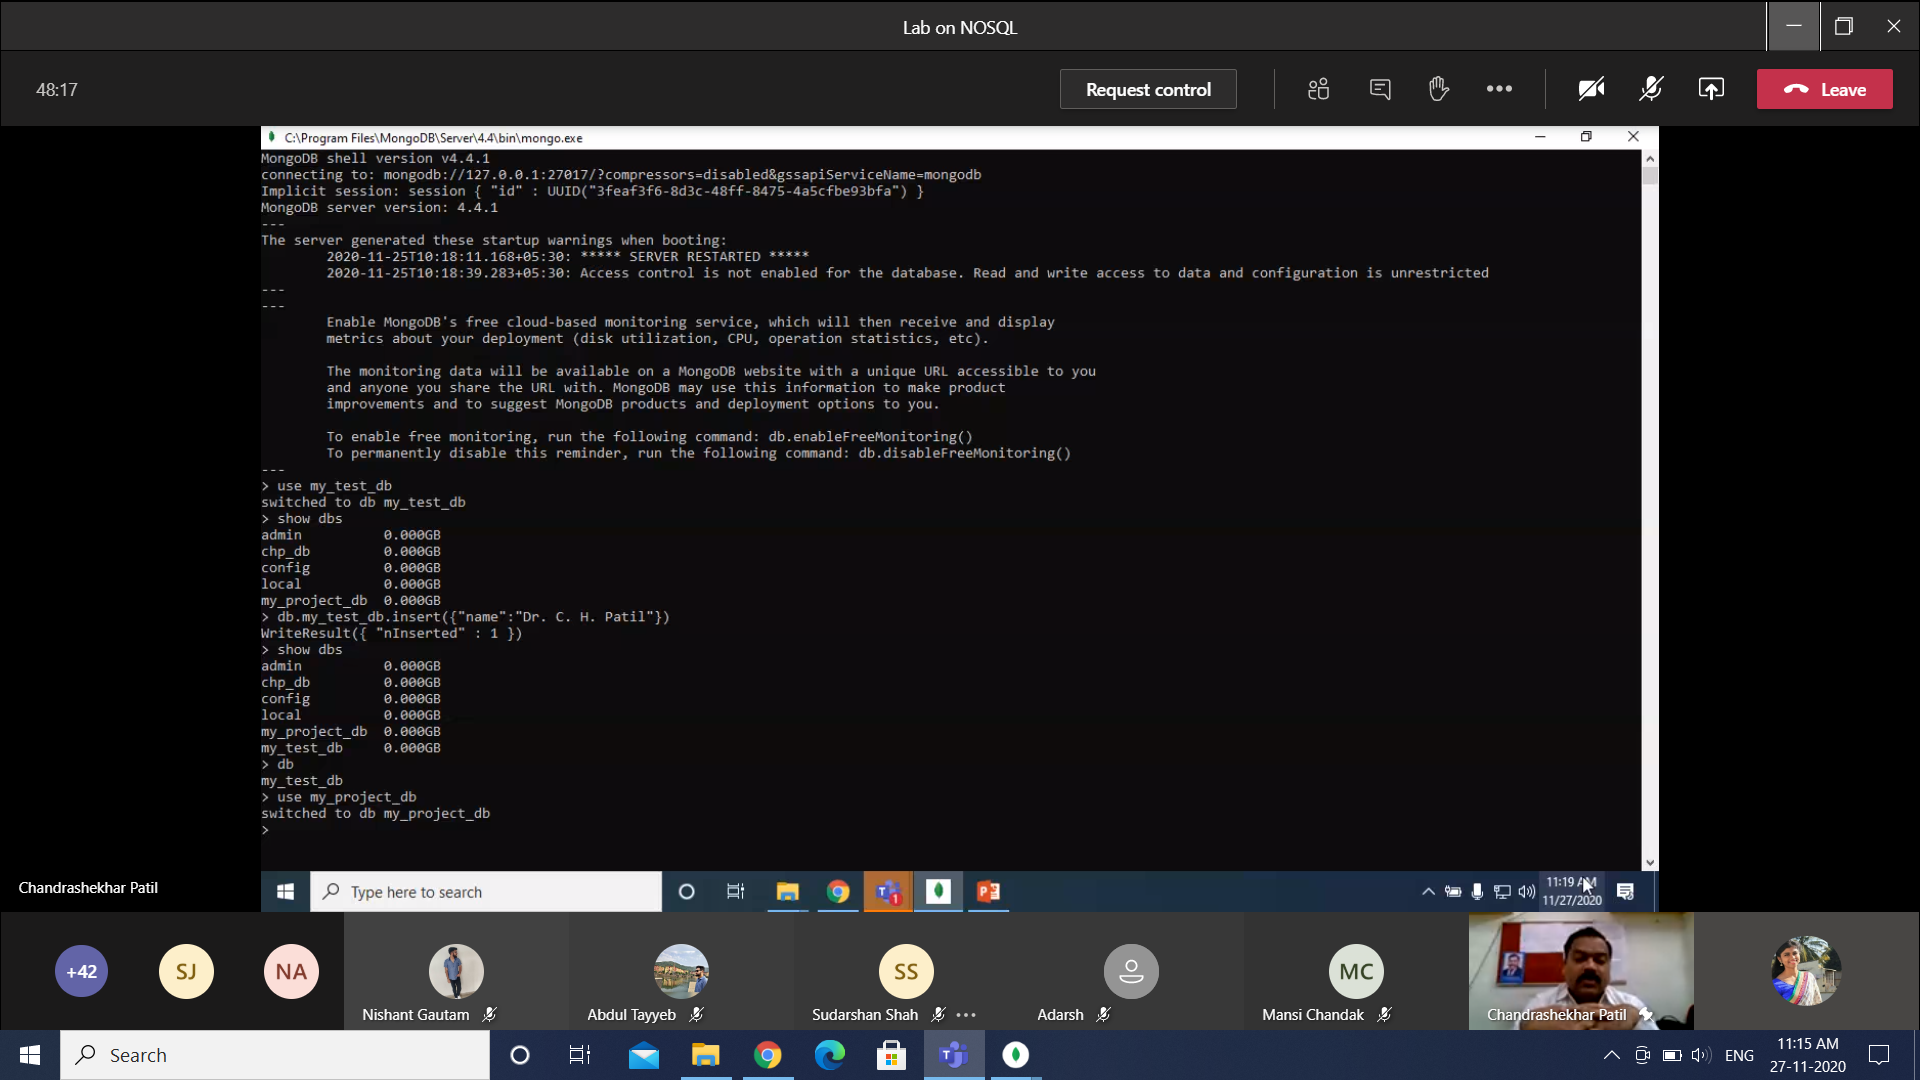 Lab on NOSQL
48:17
Request control
Leave
C:\Program Files\MongoDB\Server\4.4\bin\mongo.exe
MongoDB shell version v4.4.1
connecting to: mongodb://127.0.0.1:27017/?compressors=disabled&gssapiServiceName=mongodb
Implicit session: session { "id" : UUID("3feaf3f6-8d3c-48ff-8475-4a5cfbe93bfa") }
MongoDB server version: 4.4.1
---
The server generated these startup warnings when booting:
2020-11-25T10:18:11.168+05:30: ***** SERVER RESTARTED *****
2020-11-25T10:18:39.283+05:30: Access control is not enabled for the database. Read and write access to data and configuration is unrestricted
---
---
Enable MongoDB's free cloud-based monitoring service, which will then receive and display
metrics about your deployment (disk utilization, CPU, operation statistics, etc).
The monitoring data will be available on a MongoDB website with a unique URL accessible to you
and anyone you share the URL with. MongoDB may use this information to make product
improvements and to suggest MongoDB products and deployment options to you.
To enable free monitoring, run the following command: db.enableFreeMonitoring()
To permanently disable this reminder, run the following command: db.disableFreeMonitoring()
---
> use my_test_db
switched to db my_test_db
> show dbs
admin 0.000GB
chp_db 0.000GB
config 0.000GB
local 0.000GB
my_project_db 0.000GB
> db.my_test_db.insert({"name":"Dr. C. H. Patil"})
WriteResult({ "nInserted" : 1 })
> show dbs
admin 0.000GB
chp_db 0.000GB
config 0.000GB
local 0.000GB
my_project_db 0.000GB
my_test_db 0.000GB
> db
my_test_db
> use my_project_db
switched to db my_project_db
>
Chandrashekhar Patil
Type here to search
1
11:19 AM
11/27/2020
+42
SJ
NA
SS
MC
Nishant Gautam
Abdul Tayyeb
Sudarshan Shah
Adarsh
Mansi Chandak
Chandrashekhar Patil
Search
ENG
11:15 AM
27-11-2020